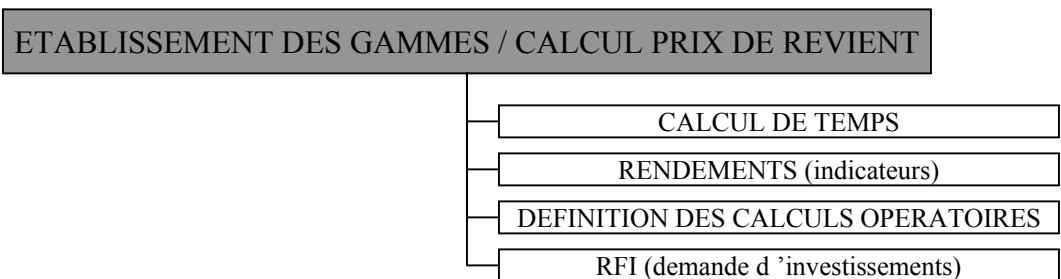 ETABLISSEMENT DES GAMMES / CALCUL PRIX DE REVIENT
CALCUL DE TEMPS
RENDEMENTS (indicateurs)
DEFINITION DES CALCULS OPERATOIRES
RFI (demande d ’investissements)